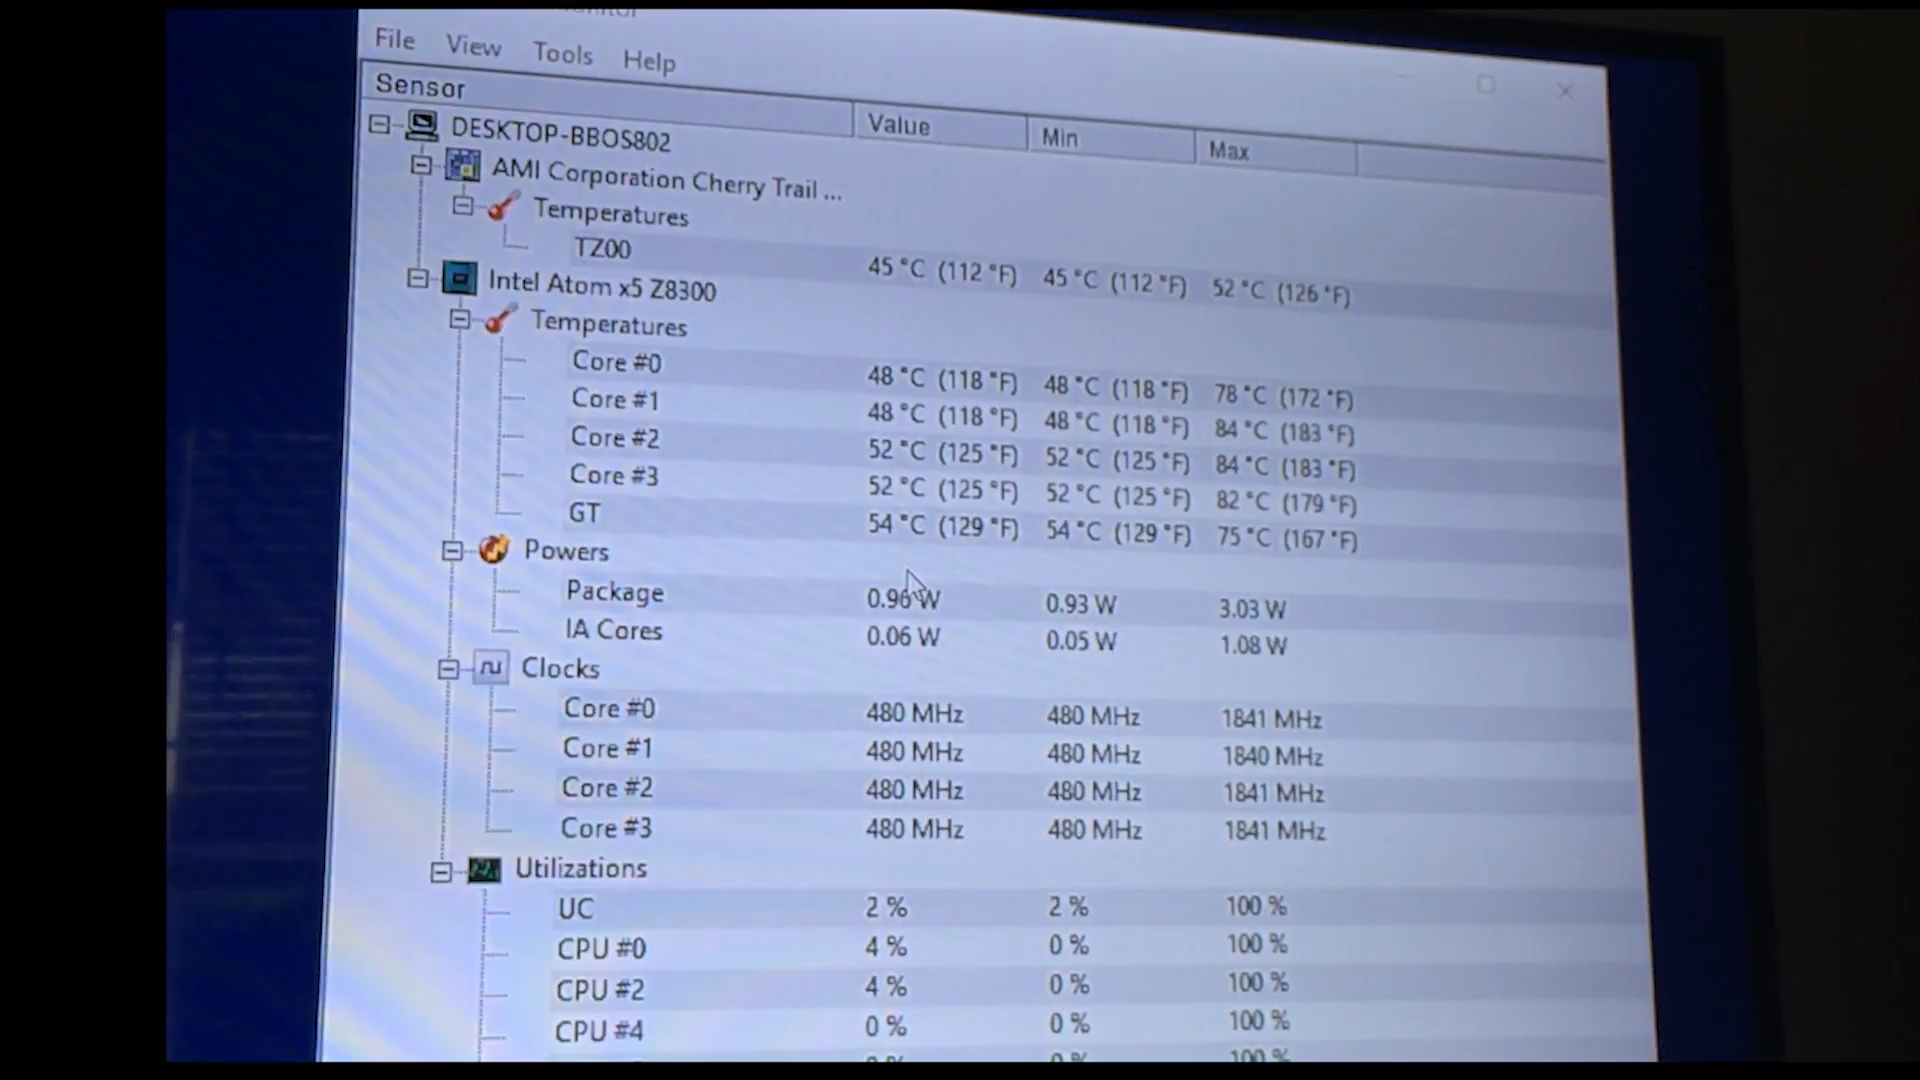 File View Tools Help
Sensor Value Min Max
DESKTOP-BBOS802
AMI Corporation Cherry Trail ...
Temperatures
TZ00 45 °C (112 °F) 45 °C (112 °F) 52 °C (126 °F)
Intel Atom x5 Z8300
Temperatures
Core #0 48 °C (118 °F) 48 °C (118 °F) 78 °C (172 °F)
Core #1 48 °C (118 °F) 48 °C (118 °F) 84 °C (183 °F)
Core #2 52 °C (125 °F) 52 °C (125 °F) 84 °C (183 °F)
Core #3 52 °C (125 °F) 52 °C (125 °F) 82 °C (179 °F)
GT 54 °C (129 °F) 54 °C (129 °F) 75 °C (167 °F)
Powers
Package 0.96 W 0.93 W 3.03 W
IA Cores 0.06 W 0.05 W 1.08 W
Clocks
Core #0 480 MHz 480 MHz 1841 MHz
Core #1 480 MHz 480 MHz 1840 MHz
Core #2 480 MHz 480 MHz 1841 MHz
Core #3 480 MHz 480 MHz 1841 MHz
Utilizations
UC 2 % 2 % 100 %
CPU #0 4 % 0 % 100 %
CPU #2 4 % 0 % 100 %
CPU #4 0 % 0 % 100 %